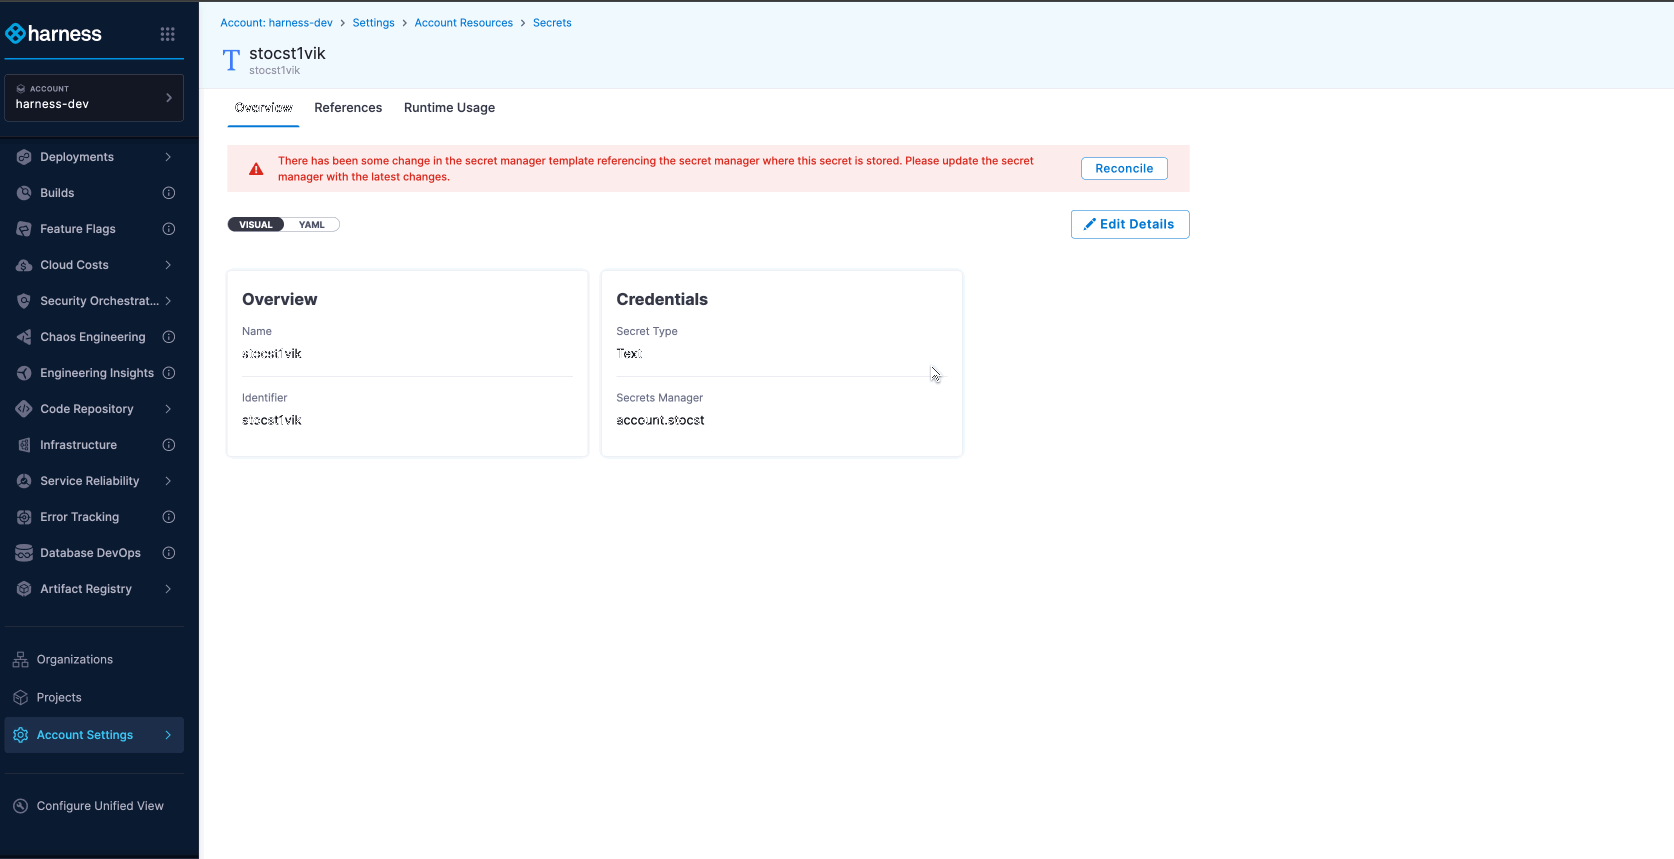 harness
ACCOUNT
harness-dev
Deployments
Builds
Feature Flags
Cloud Costs
Security Orchestrat...
Chaos Engineering
Engineering Insights
Code Repository
Infrastructure
Service Reliability
Error Tracking
Database DevOps
Artifact Registry
Organizations
Projects
Account Settings
Configure Unified View
Account: harness-dev > Settings > Account Resources > Secrets
T stocst1vik
stocst1vik
Overview References Runtime Usage
There has been some change in the secret manager template referencing the secret manager where this secret is stored. Please update the secret
manager with the latest changes.
Reconcile
VISUAL YAML
Edit Details
Overview
Name
stocst1vik
Identifier
stocst1vik
Credentials
Secret Type
Text
Secrets Manager
account.stocst